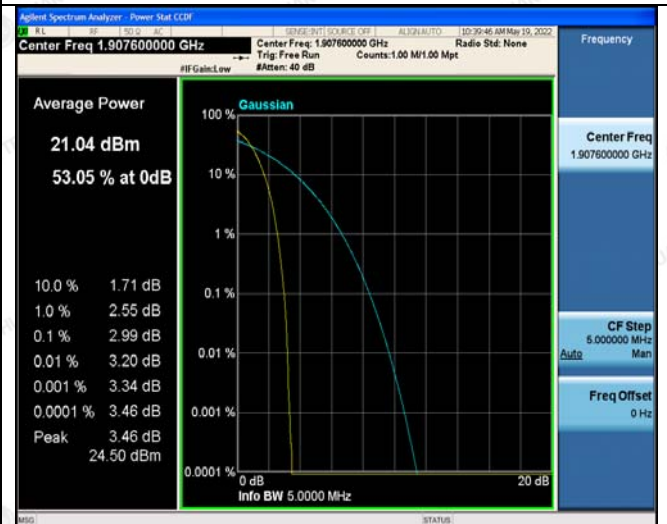 Agilent Spectrum Analyzer - Power Stat CCDF
RL RF 50 Ω AC SENSE:INT SOURCE OFF ALIGN AUTO 10:39:46 AM May 19, 2022
Center Freq 1.907600000 GHz
Center Freq: 1.907600000 GHz Radio Std: None
Trig: Free Run Counts:1.00 M/1.00 Mpt
#IFGain:Low #Atten: 40 dB
Frequency
Average Power
21.04 dBm
53.05 % at 0dB
10.0 % 1.71 dB
1.0 % 2.55 dB
0.1 % 2.99 dB
0.01 % 3.20 dB
0.001 % 3.34 dB
0.0001 % 3.46 dB
Peak 3.46 dB
24.50 dBm
Gaussian
100 %
10 %
1 %
0.1 %
0.01 %
0.001 %
0.0001 %
0 dB 20 dB
Info BW 5.0000 MHz
Center Freq
1.907600000 GHz
CF Step
5.000000 MHz
Auto Man
Freq Offset
0 Hz
MSG STATUS